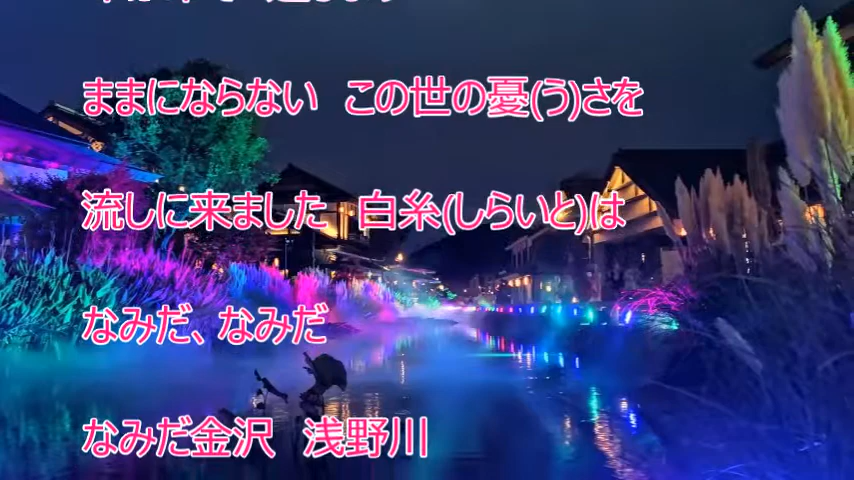 ままにならない　この世の憂(う)さを
流しに来ました　白糸(しらいと)は
なみだ、なみだ
なみだ金沢　浅野川